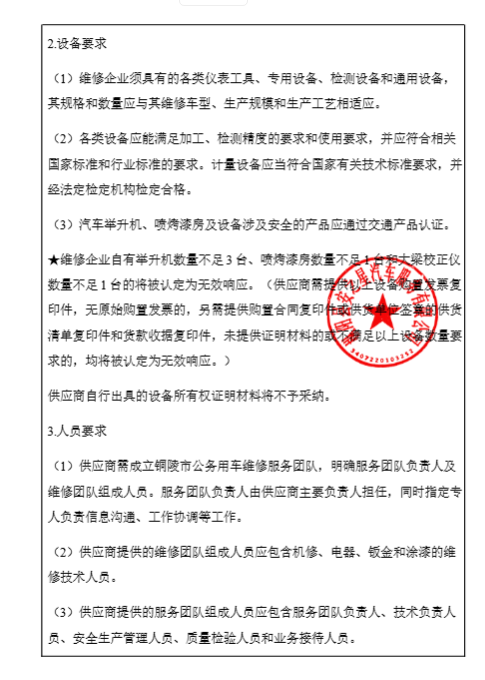 2.设备要求
（1）维修企业须具有的各类仪表工具、专用设备、检测设备和通用设备，
其规格和数量应与其维修车型、生产规模和生产工艺相适应。
（2）各类设备应能满足加工、检测精度的要求和使用要求，并应符合相关
国家标准和行业标准的要求。计量设备应当符合国家有关技术标准要求，并
经法定检定机构检定合格。
（3）汽车举升机、喷烤漆房及设备涉及安全的产品应通过交通产品认证。
★维修企业自有举升机数量不足 3 台、喷烤漆房数量不足 1 台和大梁校正仪
数量不足 1 台的将被认定为无效响应。（供应商需提供以上设备购置发票复
印件，无原始购置发票的，另需提供购置合同复印件或供货单位签章的供货
清单复印件和货款收据复印件，未提供证明材料的或不满足以上设备数量要
求的，均将被认定为无效响应。）
供应商自行出具的设备所有权证明材料将不予采纳。
3.人员要求
（1）供应商需成立铜陵市公务用车维修服务团队，明确服务团队负责人及
维修团队组成人员。服务团队负责人由供应商主要负责人担任，同时指定专
人负责信息沟通、工作协调等工作。
（2）供应商提供的维修团队组成人员应包含机修、电器、钣金和涂漆的维
修技术人员。
（3）供应商提供的服务团队组成人员应包含服务团队负责人、技术负责人
员、安全生产管理人员、质量检验人员和业务接待人员。